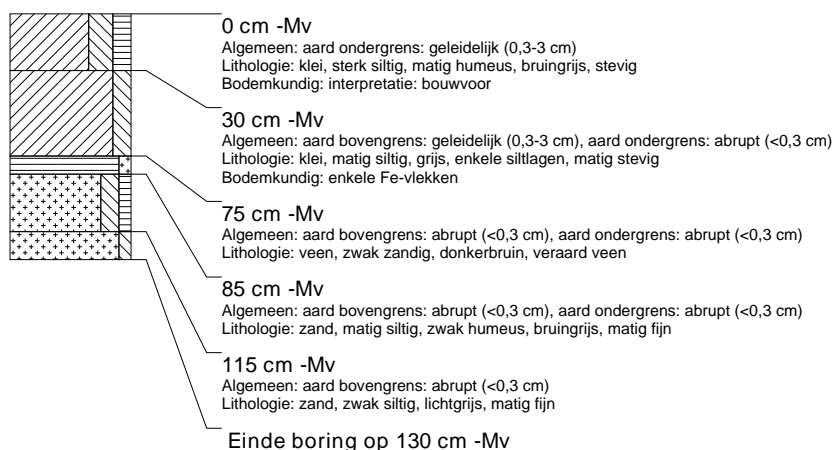 0 cm -Mv
Algemeen: aard ondergrens: geleidelijk (0,3-3 cm)
Lithologie: klei, sterk siltig, matig humeus, bruingrijs, stevig
Bodemkundig: interpretatie: bouwvoor
30 cm -Mv
Algemeen: aard bovengrens: geleidelijk (0,3-3 cm), aard ondergrens: abrupt (<0,3 cm)
Lithologie: klei, matig siltig, grijs, enkele siltlagen, matig stevig
Bodemkundig: enkele Fe-vlekken
75 cm -Mv
Algemeen: aard bovengrens: abrupt (<0,3 cm), aard ondergrens: abrupt (<0,3 cm)
Lithologie: veen, zwak zandig, donkerbruin, veraard veen
85 cm -Mv
Algemeen: aard bovengrens: abrupt (<0,3 cm), aard ondergrens: abrupt (<0,3 cm)
Lithologie: zand, matig siltig, zwak humeus, bruingrijs, matig fijn
115 cm -Mv
Algemeen: aard bovengrens: abrupt (<0,3 cm)
Lithologie: zand, zwak siltig, lichtgrijs, matig fijn
Einde boring op 130 cm -Mv